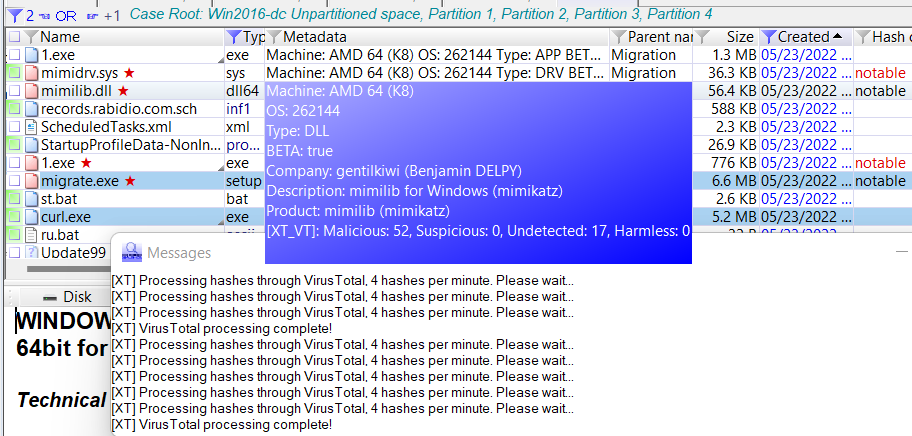 2 OR +1 Case Root: Win2016-dc Unpartitioned space, Partition 1, Partition 2, Partition 3, Partition 4
Name Typ Metadata Parent nar Size Created Hash c
1.exe exe Machine: AMD 64 (K8) OS: 262144 Type: APP BET... Migration 1.3 MB 05/23/2022 ...
mimidrv.sys sys Machine: AMD 64 (K8) OS: 262144 Type: DRV BET... Migration 36.3 KB 05/23/2022 ... notable
mimilib.dll dll64 56.4 KB 05/23/2022 ... notable
records.rabidio.com.sch inf1 588 KB 05/23/2022 ...
ScheduledTasks.xml xml 2.3 KB 05/23/2022 ...
StartupProfileData-NonIn... pro... 26.9 KB 05/23/2022 ...
1.exe exe 776 KB 05/23/2022 ... notable
migrate.exe setup 6.6 MB 05/23/2022 ... notable
st.bat bat 2.6 KB 05/23/2022 ...
curl.exe exe 5.2 MB 05/23/2022 ...
ru.bat
Update99
Machine: AMD 64 (K8)
OS: 262144
Type: DLL
BETA: true
Company: gentilkiwi (Benjamin DELPY)
Description: mimilib for Windows (mimikatz)
Product: mimilib (mimikatz)
[XT_VT]: Malicious: 52, Suspicious: 0, Undetected: 17, Harmless: 0
Disk
WINDOW
64bit for
Technical
Messages
[XT] Processing hashes through VirusTotal, 4 hashes per minute. Please wait...
[XT] Processing hashes through VirusTotal, 4 hashes per minute. Please wait...
[XT] Processing hashes through VirusTotal, 4 hashes per minute. Please wait...
[XT] VirusTotal processing complete!
[XT] Processing hashes through VirusTotal, 4 hashes per minute. Please wait...
[XT] Processing hashes through VirusTotal, 4 hashes per minute. Please wait...
[XT] Processing hashes through VirusTotal, 4 hashes per minute. Please wait...
[XT] Processing hashes through VirusTotal, 4 hashes per minute. Please wait...
[XT] Processing hashes through VirusTotal, 4 hashes per minute. Please wait...
[XT] VirusTotal processing complete!